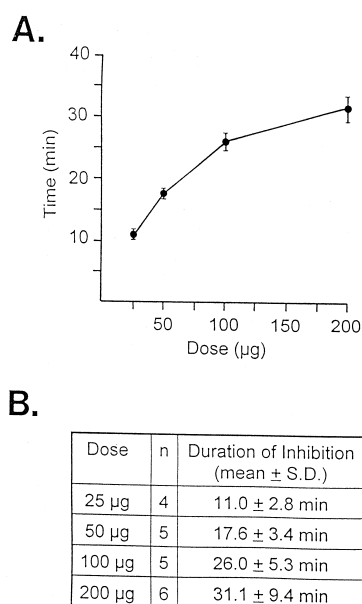 A.
40
30
20
10
Time (min)
50 100 150 200
Dose (µg)
B.
Dose n Duration of Inhibition
(mean ± S.D.)
25 µg 4 11.0 ± 2.8 min
50 µg 5 17.6 ± 3.4 min
100 µg 5 26.0 ± 5.3 min
200 µg 6 31.1 ± 9.4 min